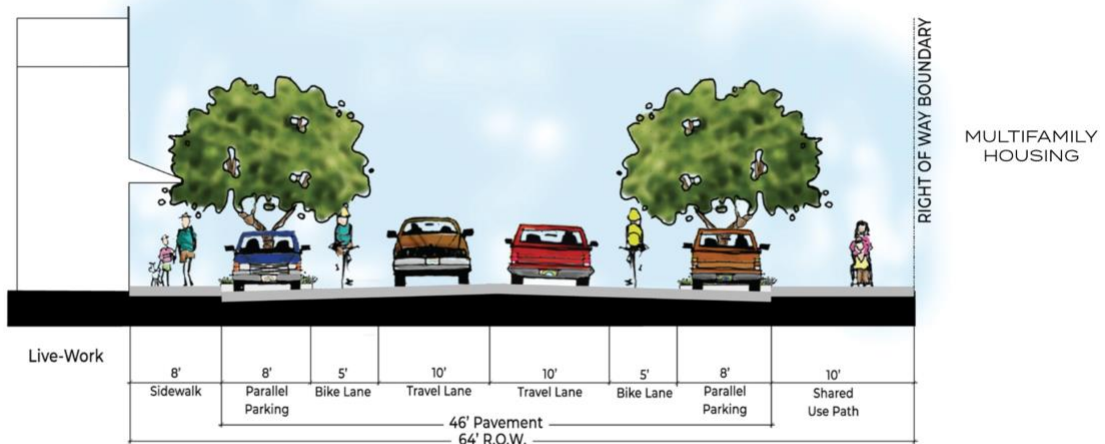 RIGHT OF WAY BOUNDARY
MULTIFAMILY
HOUSING
Live-Work
8' 8' 5' 10' 10' 5' 8' 10'
Sidewalk Parallel Bike Lane Travel Lane Travel Lane Bike Lane Parallel Shared
Parking Parking Use Path
46' Pavement
64' R.O.W.